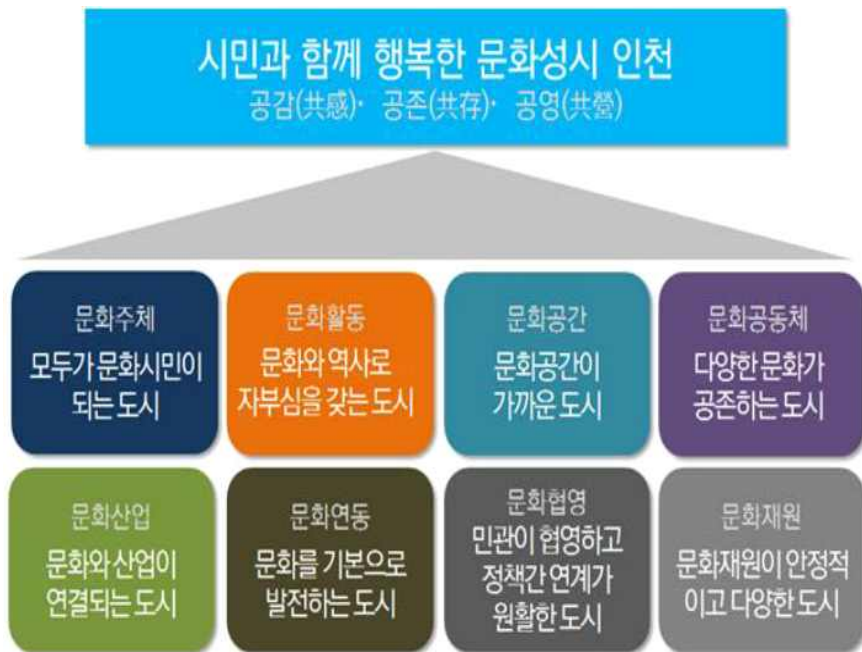 시민과 함께 행복한 문화성시 인천
공감(共感)· 공존(共存)· 공영(共營)
문화주체
모두가 문화시민이
되는 도시
문화활동
문화와 역사로
자부심을 갖는 도시
문화공간
문화공간이
가까운 도시
문화공동체
다양한 문화가
공존하는 도시
문화산업
문화와 산업이
연결되는 도시
문화연동
문화를 기본으로
발전하는 도시
문화협영
민관이 협영하고
정책간 연계가
원활한 도시
문화재원
문화재원이 안정적
이고 다양한 도시